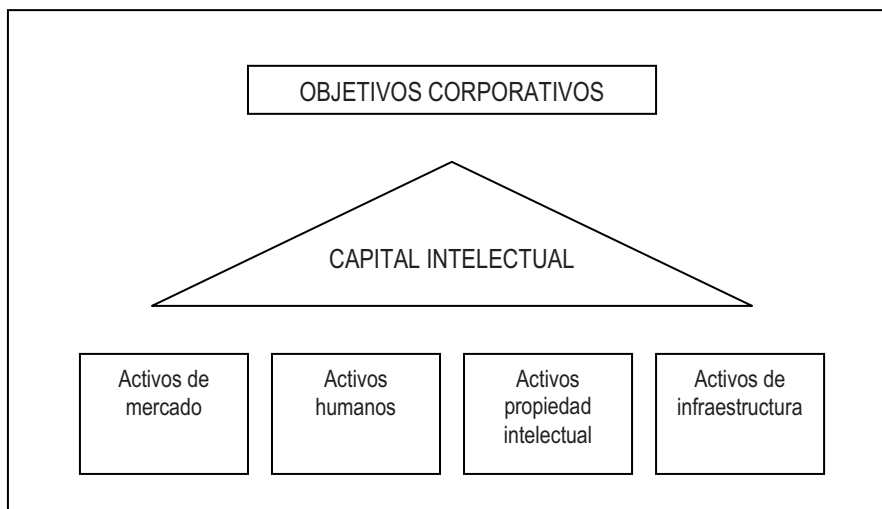 OBJETIVOS CORPORATIVOS
CAPITAL INTELECTUAL
Activos de
mercado
Activos
humanos
Activos
propiedad
intelectual
Activos de
infraestructura